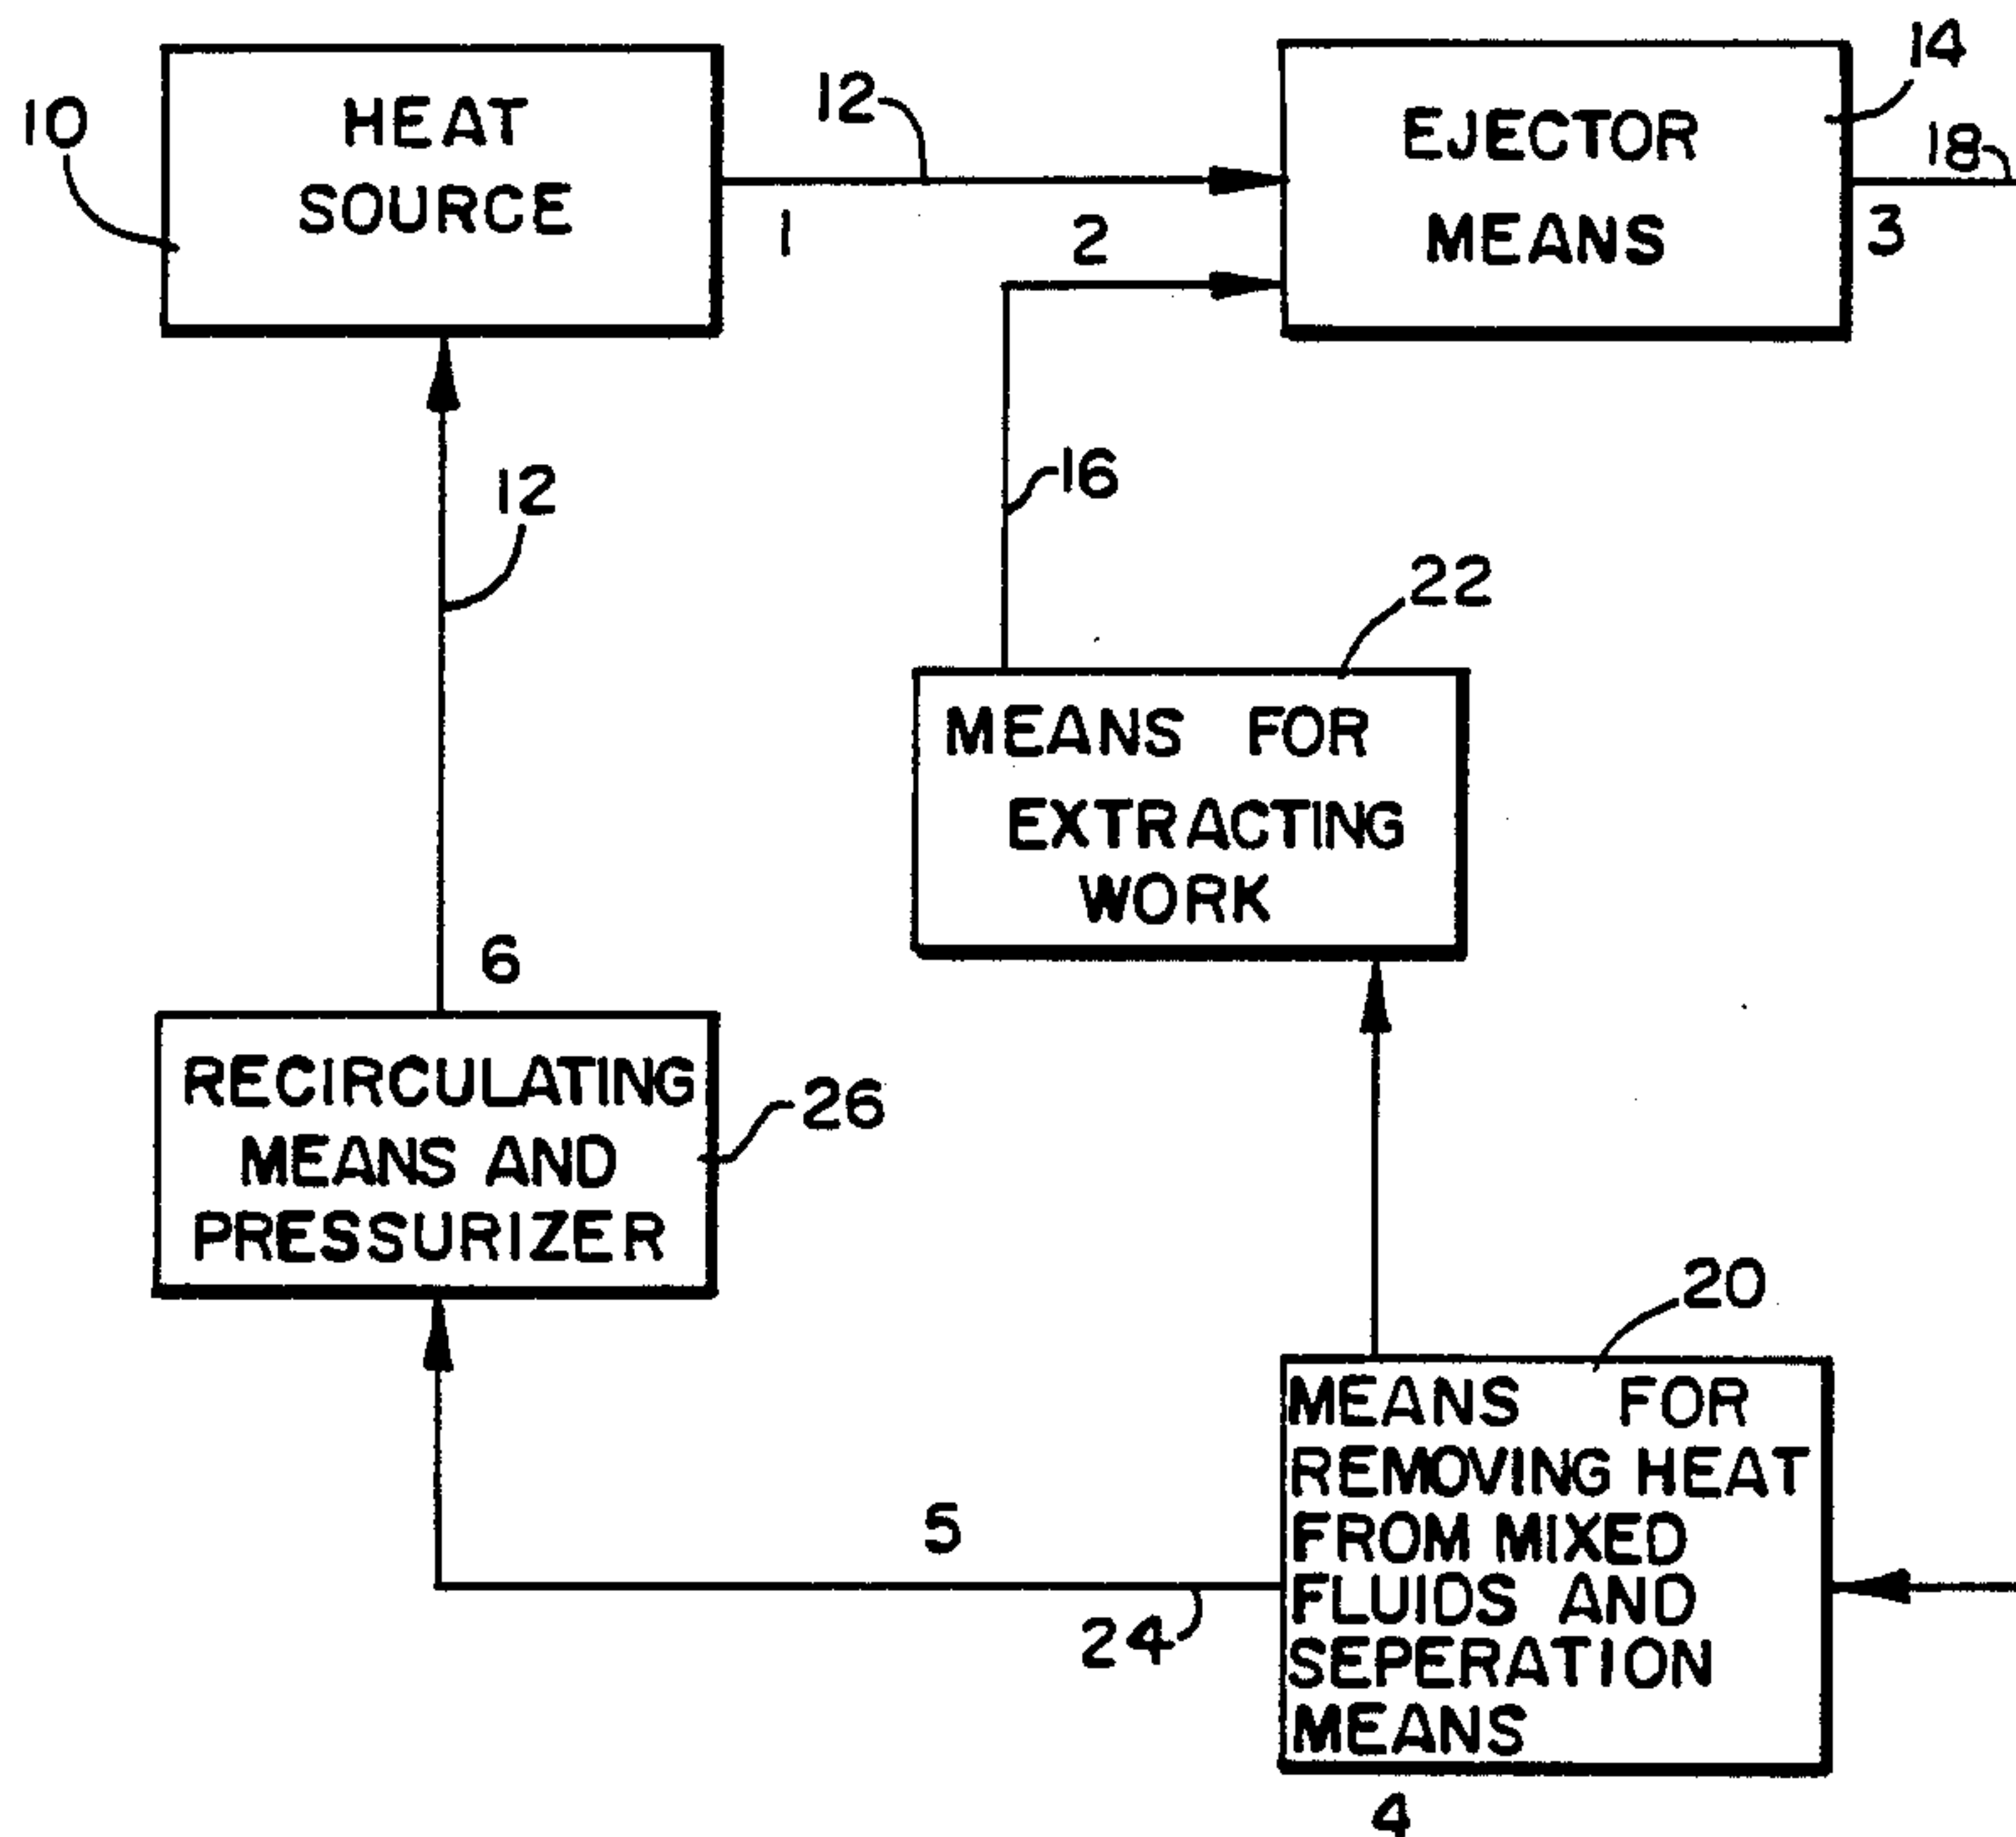 10
HEAT
SOURCE
12
1
2
EJECTOR
MEANS
14
18
3
12
16
22
MEANS FOR
EXTRACTING
WORK
6
RECIRCULATING
MEANS AND
PRESSURIZER
26
20
MEANS FOR
REMOVING HEAT
FROM MIXED
FLUIDS AND
SEPERATION
MEANS
5
24
4